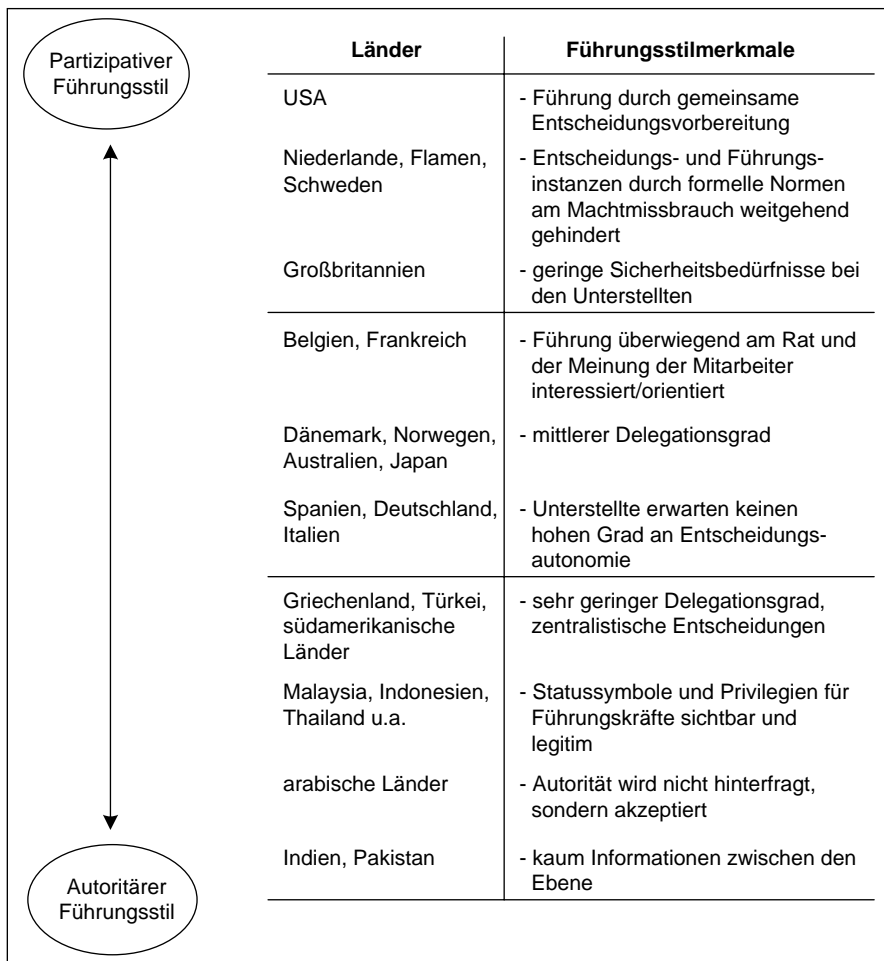 Partizipativer
Führungsstil
Länder
Führungsstilmerkmale
USA
- Führung durch gemeinsame
Entscheidungsvorbereitung
Niederlande, Flamen,
Schweden
- Entscheidungs- und Führungs-
instanzen durch formelle Normen
am Machtmissbrauch weitgehend
gehindert
Großbritannien
- geringe Sicherheitsbedürfnisse bei
den Unterstellten
Belgien, Frankreich
- Führung überwiegend am Rat und
der Meinung der Mitarbeiter
interessiert/orientiert
Dänemark, Norwegen,
Australien, Japan
- mittlerer Delegationsgrad
Spanien, Deutschland,
Italien
- Unterstellte erwarten keinen
hohen Grad an Entscheidungs-
autonomie
Griechenland, Türkei,
südamerikanische
Länder
- sehr geringer Delegationsgrad,
zentralistische Entscheidungen
Malaysia, Indonesien,
Thailand u.a.
- Statussymbole und Privilegien für
Führungskräfte sichtbar und
legitim
arabische Länder
- Autorität wird nicht hinterfragt,
sondern akzeptiert
Indien, Pakistan
- kaum Informationen zwischen den
Ebene
Autoritärer
Führungsstil